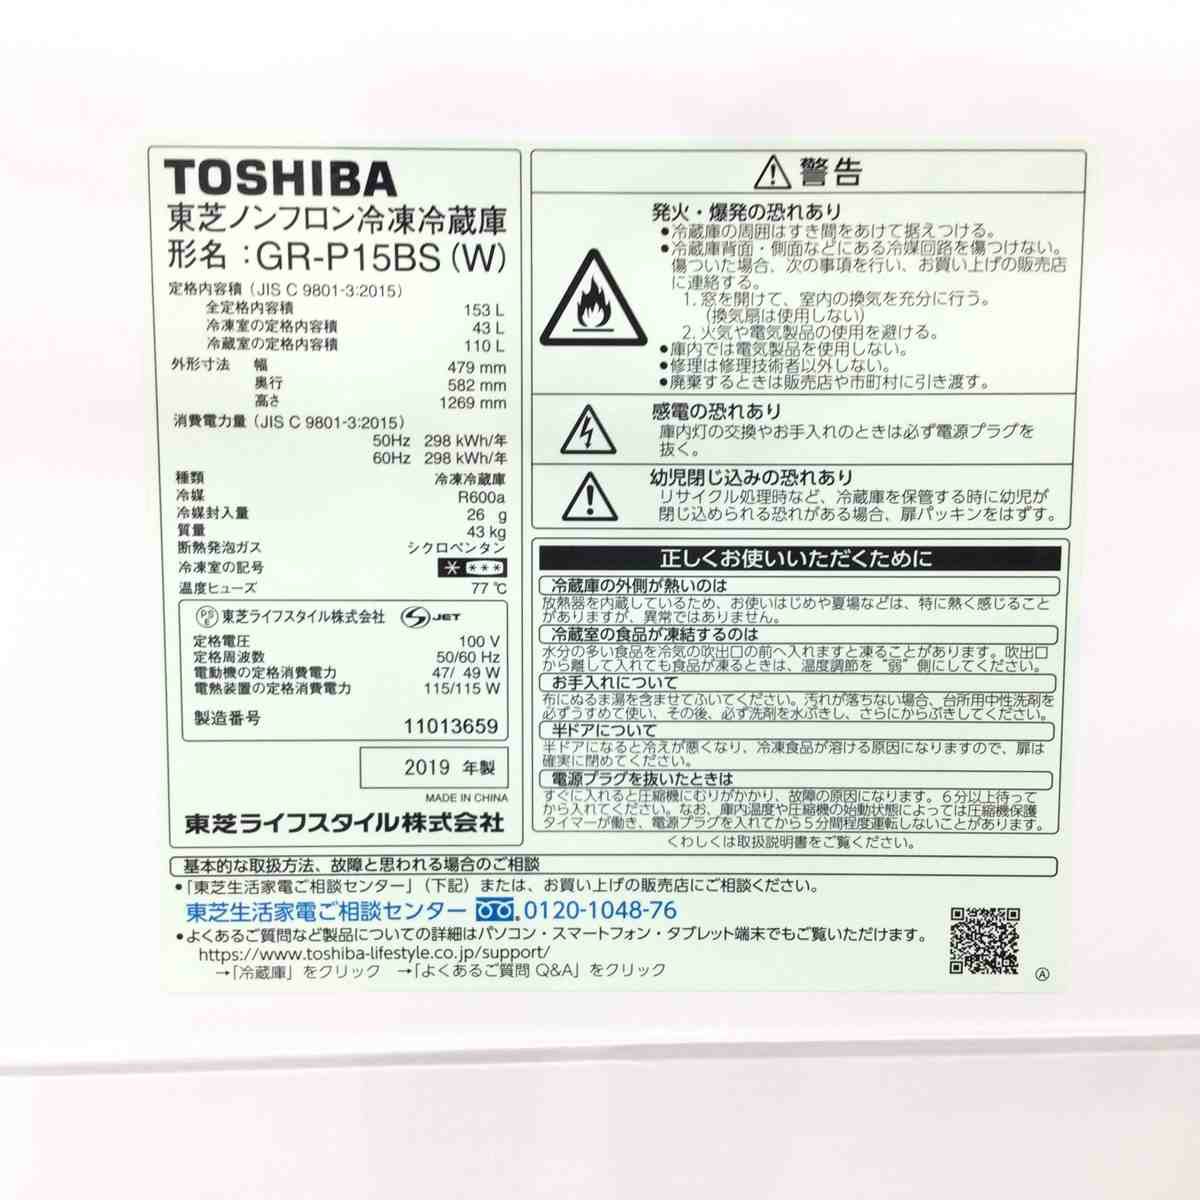 TOSHIBA
東芝ノンフロン冷凍冷蔵庫
形名:GR-P15BS(W)
定格内容積(JIS C 9801-3:2015)
全定格内容積 153 L
冷凍室の定格内容積 43 L
冷蔵室の定格内容積 110 L
外形寸法 幅 479 mm
奥行 582 mm
高さ 1269 mm
消費電力量(JIS C 9801-3:2015)
50Hz 298 kWh/年
60Hz 298 kWh/年
種類 冷凍冷蔵庫
冷媒 R600a
冷媒封入量 26 g
質量 43 kg
断熱発泡ガス シクロペンタン
冷凍室の記号 * ***
温度ヒューズ 77 ℃
PSE 東芝ライフスタイル株式会社 JET
定格電圧 100 V
定格周波数 50/60 Hz
電動機の定格消費電力 47/ 49 W
電熱装置の定格消費電力 115/115 W
製造番号 11013659
2019 年製
MADE IN CHINA
東芝ライフスタイル株式会社
警告
発火・爆発の恐れあり
●冷蔵庫の周囲はすき間をあけて据えつける。
●冷蔵庫背面・側面などにある冷媒回路を傷つけない。
傷ついた場合、次の事項を行い、お買い上げの販売店
に連絡する。
1. 窓を開けて、室内の換気を充分に行う。
(換気扇は使用しない)
2. 火気や電気製品の使用を避ける。
●庫内では電気製品を使用しない。
●修理は修理技術者以外しない。
●廃棄するときは販売店や市町村に引き渡す。
感電の恐れあり
庫内灯の交換やお手入れのときは必ず電源プラグを
抜く。
幼児閉じ込みの恐れあり
リサイクル処理時など、冷蔵庫を保管する時に幼児が
閉じ込められる恐れがある場合、扉パッキンをはずす。
正しくお使いいただくために
冷蔵庫の外側が熱いのは
放熱器を内蔵しているため、お使いはじめや夏場などは、特に熱く感じること
がありますが、異常ではありません。
冷蔵室の食品が凍結するのは
水分の多い食品を冷気の吹出口の前へ入れますと凍ることがあります。吹出口
から離して入れても食品が凍るときは、温度調節を“弱”側にしてください。
お手入れについて
布にぬるま湯を含ませてふいてください。汚れが落ちない場合、台所用中性洗剤を
必ずうすめて使い、その後、必ず洗剤を水ぶきし、さらにからぶきしてください。
半ドアについて
半ドアになると冷えが悪くなり、冷凍食品が溶ける原因になりますので、扉は
確実に閉めてください。
電源プラグを抜いたときは
すぐに入れると圧縮機にむりがかかり、故障の原因になります。6分以上待って
から入れてください。なお、庫内温度や圧縮機の始動状態によっては圧縮機保護
タイマーが働き、電源プラグを入れてから5分間程度運転しないことがあります。
くわしくは取扱説明書をご覧ください。
基本的な取扱方法、故障と思われる場合のご相談
●「東芝生活家電ご相談センター」(下記)または、お買い上げの販売店にご相談ください。
東芝生活家電ご相談センター 0120-1048-76
●よくあるご質問など製品についての詳細はパソコン・スマートフォン・タブレット端末でもご覧いただけます。
https://www.toshiba-lifestyle.co.jp/support/
→「冷蔵庫」をクリック →「よくあるご質問 Q&A」をクリック
Ⓐ